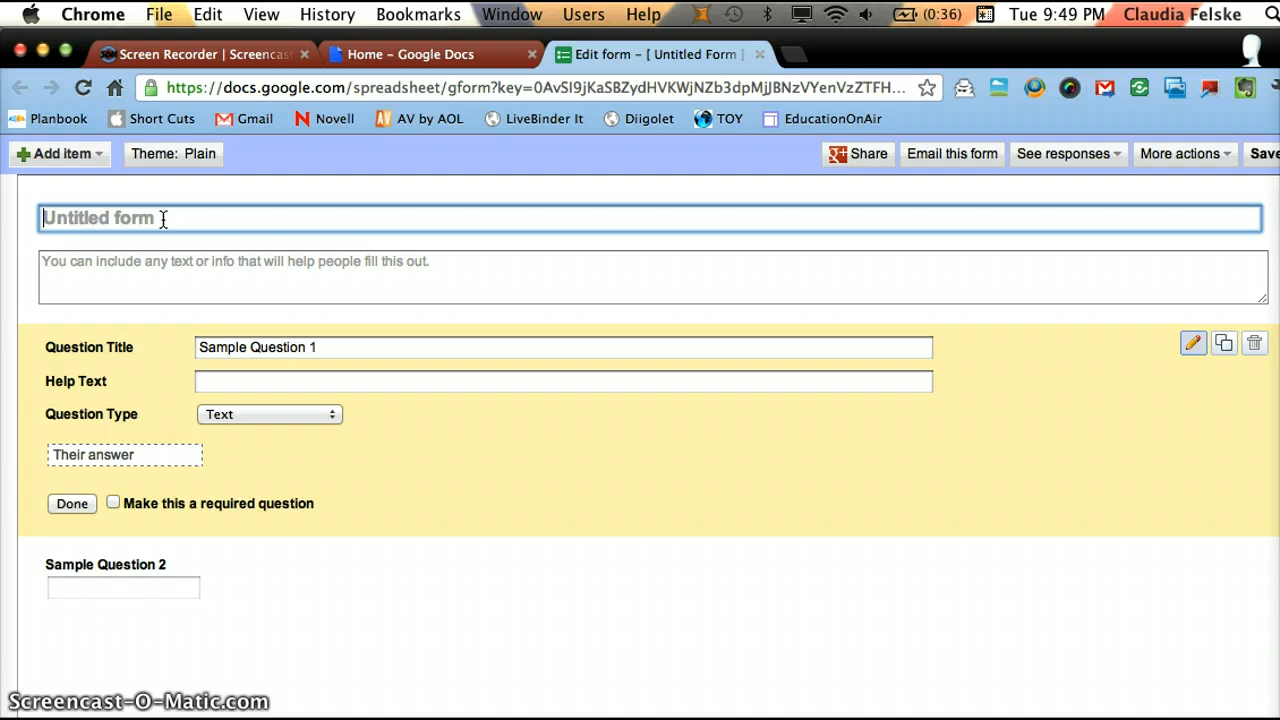 Chrome File Edit View History Bookmarks Window Users Help (0:36) Tue 9:49 PM Claudia Felske
Screen Recorder | Screencast Home – Google Docs Edit form – [ Untitled Form ]
https://docs.google.com/spreadsheet/gform?key=0AvSI9jKaSBZydHVKWjNZb3dpMjJBNzVYenVzZTFH...
Planbook Short Cuts Gmail Novell AV by AOL LiveBinder It Diigolet TOY EducationOnAir
Add item Theme: Plain Share Email this form See responses More actions Save
Untitled form
You can include any text or info that will help people fill this out.
Question Title Sample Question 1
Help Text
Question Type Text
Their answer
Done Make this a required question
Sample Question 2
Screencast-O-Matic.com